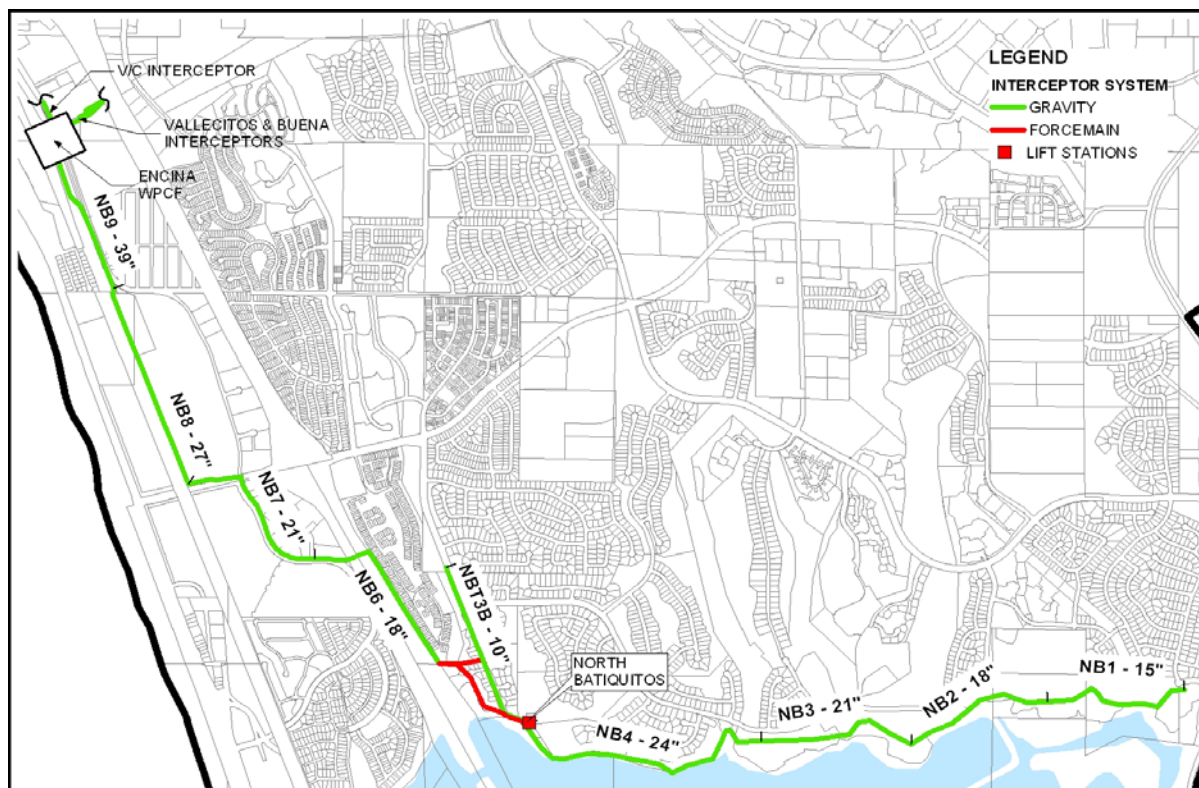 V/C INTERCEPTOR
VALLECITOS & BUENA
INTERCEPTORS
ENCINA
WPCF
LEGEND
INTERCEPTOR SYSTEM
GRAVITY
FORCEMAIN
LIFT STATIONS
NB9 - 39"
NB8 - 27"
NB7 - 21"
NB6 - 18"
NBT3B - 10"
NORTH
BATIQUITOS
NB4 - 24"
NB3 - 21"
NB2 - 18"
NB1 - 15"